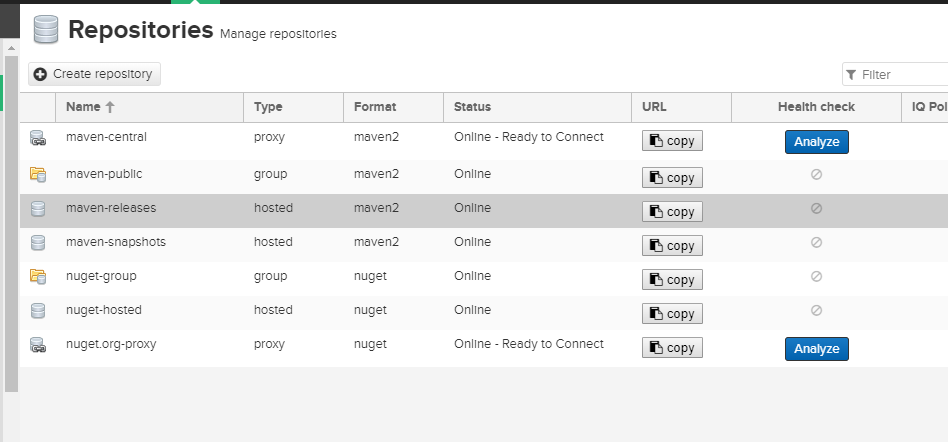 Repositories Manage repositories
Create repository
Filter
Name Type Format Status URL Health check IQ Pol
maven-central proxy maven2 Online - Ready to Connect copy Analyze
maven-public group maven2 Online copy
maven-releases hosted maven2 Online copy
maven-snapshots hosted maven2 Online copy
nuget-group group nuget Online copy
nuget-hosted hosted nuget Online copy
nuget.org-proxy proxy nuget Online - Ready to Connect copy Analyze